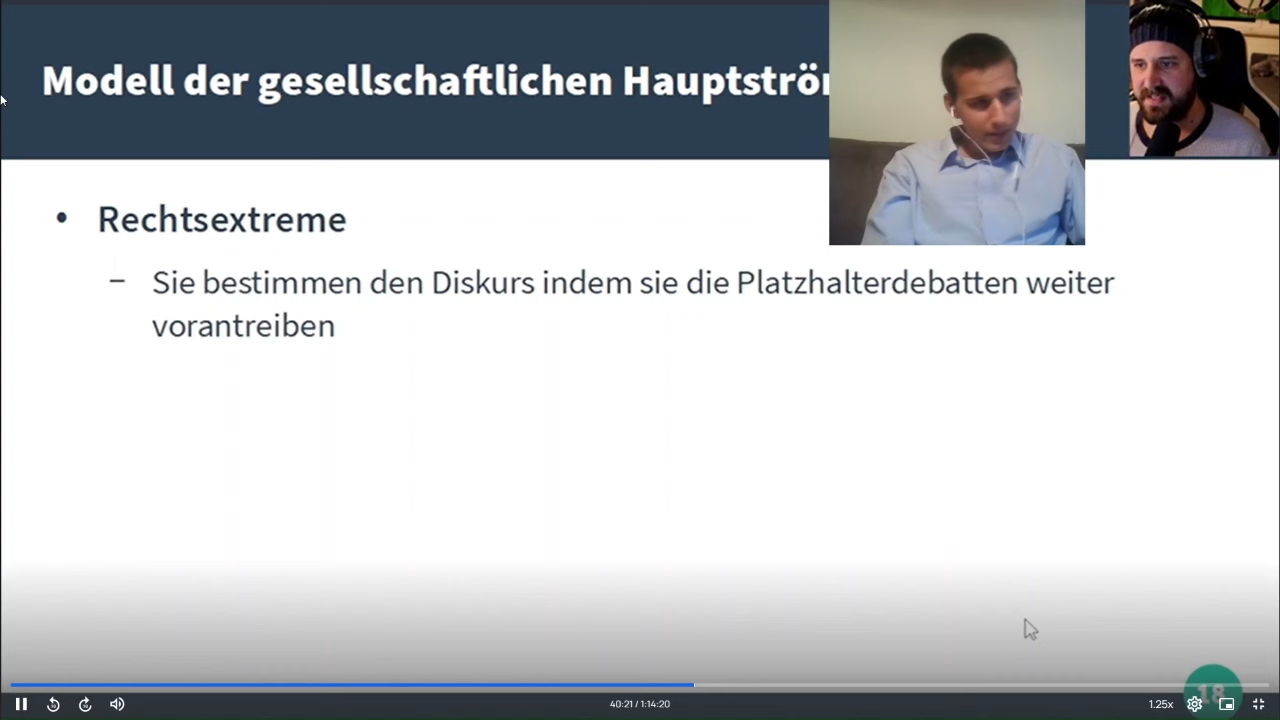 Modell der gesellschaftlichen
• Rechtsextreme
– Sie bestimmen den Diskurs indem sie die Platzhalterdebatten weiter
vorantreiben
18
40:21 / 1:14:20
1.25x